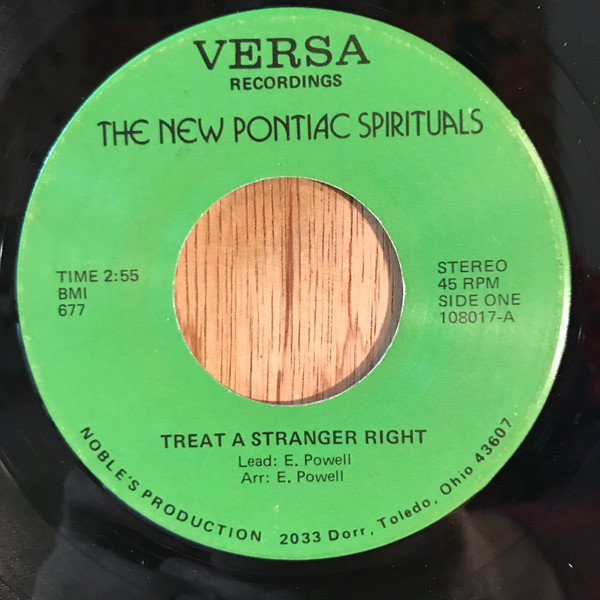 VERSA
RECORDINGS
THE NEW PONTIAC SPIRITUALS
TIME 2:55
BMI
677
STEREO
45 RPM
SIDE ONE
108017-A
TREAT A STRANGER RIGHT
Lead: E. Powell
Arr: E. Powell
NOBLE'S PRODUCTION 2033 Dorr, Toledo, Ohio 43607